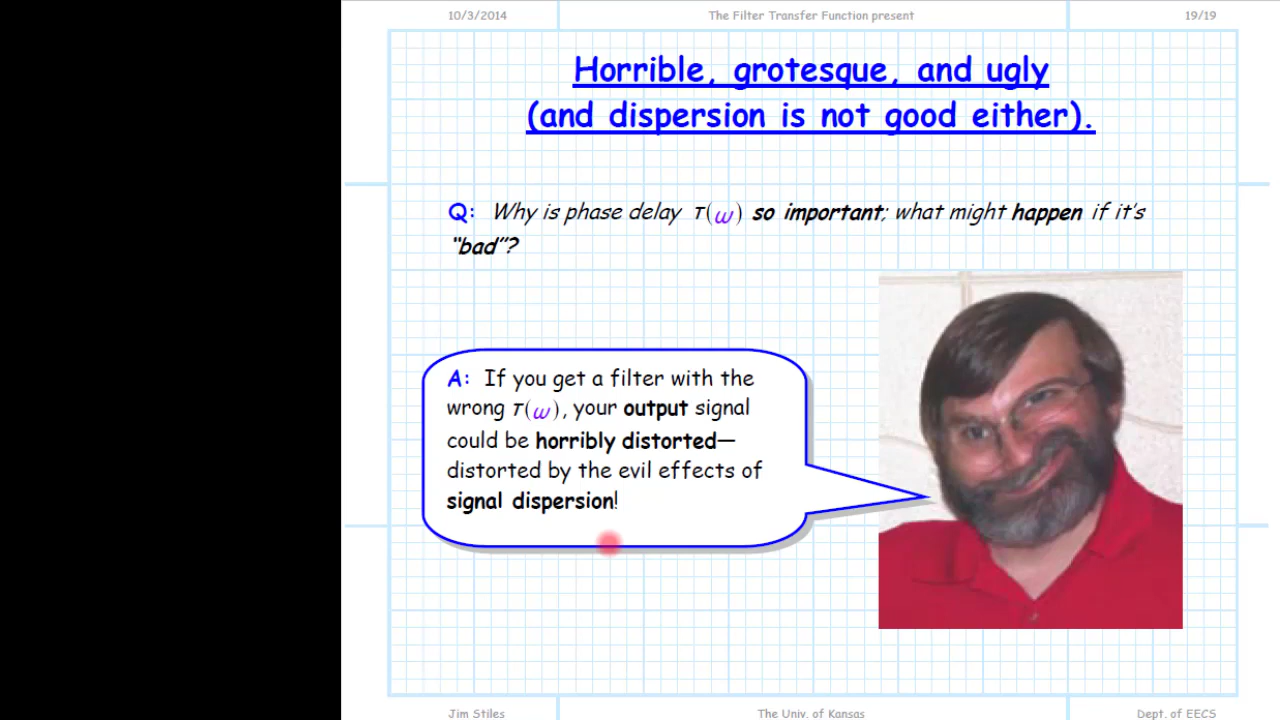 10/3/2014 The Filter Transfer Function present 19/19
Horrible, grotesque, and ugly
(and dispersion is not good either).
Q: Why is phase delay τ(ω) so important; what might happen if it's
“bad”?
A: If you get a filter with the
wrong τ(ω), your output signal
could be horribly distorted—
distorted by the evil effects of
signal dispersion!
Jim Stiles The Univ. of Kansas Dept. of EECS